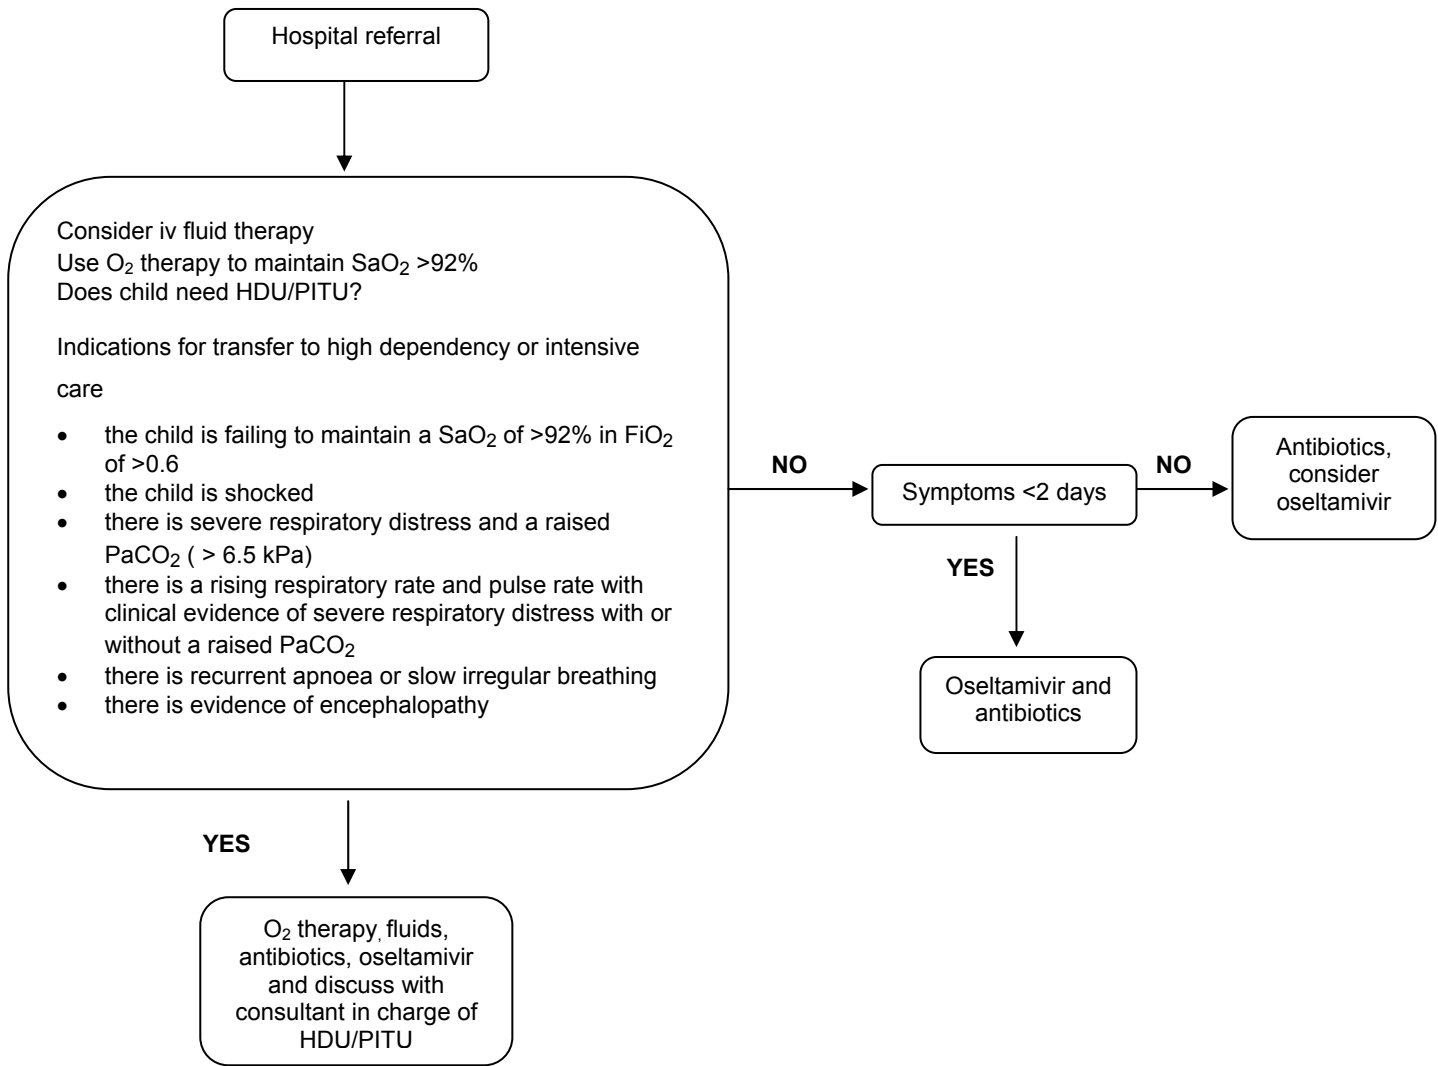 Hospital referral
Consider iv fluid therapy
Use O₂ therapy to maintain SaO₂ >92%
Does child need HDU/PITU?
Indications for transfer to high dependency or intensive
care
• the child is failing to maintain a SaO₂ of >92% in FiO₂
of >0.6
• the child is shocked
• there is severe respiratory distress and a raised
PaCO₂ ( > 6.5 kPa)
• there is a rising respiratory rate and pulse rate with
clinical evidence of severe respiratory distress with or
without a raised PaCO₂
• there is recurrent apnoea or slow irregular breathing
• there is evidence of encephalopathy
NO
Symptoms <2 days
NO
Antibiotics,
consider
oseltamivir
YES
Oseltamivir and
antibiotics
YES
O₂ therapy, fluids,
antibiotics, oseltamivir
and discuss with
consultant in charge of
HDU/PITU